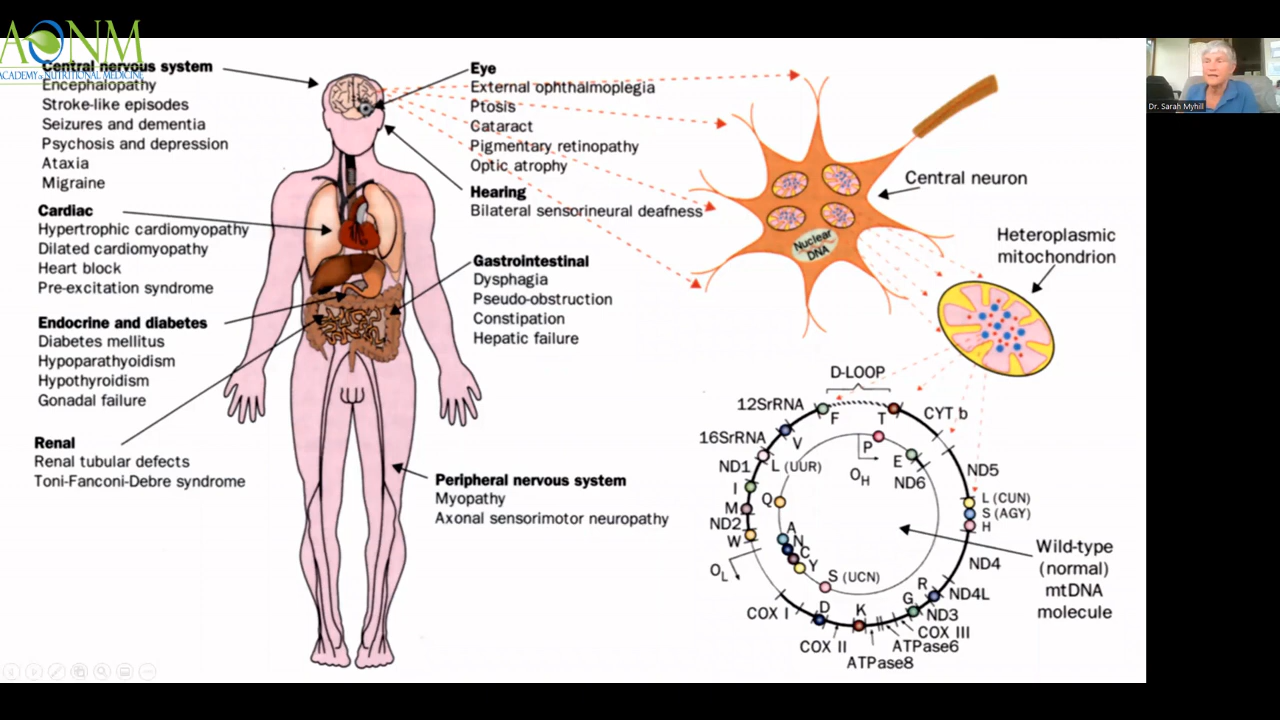 AONM
ACADEMY of NUTRITIONAL MEDICINE
Central nervous system
Encephalopathy
Stroke-like episodes
Seizures and dementia
Psychosis and depression
Ataxia
Migraine
Cardiac
Hypertrophic cardiomyopathy
Dilated cardiomyopathy
Heart block
Pre-excitation syndrome
Endocrine and diabetes
Diabetes mellitus
Hypoparathyoidism
Hypothyroidism
Gonadal failure
Renal
Renal tubular defects
Toni-Fanconi-Debre syndrome
Eye
External ophthalmoplegia
Ptosis
Cataract
Pigmentary retinopathy
Optic atrophy
Hearing
Bilateral sensorineural deafness
Gastrointestinal
Dysphagia
Pseudo-obstruction
Constipation
Hepatic failure
Peripheral nervous system
Myopathy
Axonal sensorimotor neuropathy
Dr. Sarah Myhill
Central neuron
Nuclear
DNA
Heteroplasmic
mitochondrion
D-LOOP
12SrRNA
F
T
CYT b
16SrRNA
V
P
E
ND6
OH
ND1
L (UUR)
ND5
I
Q
L (CUN)
S (AGY)
M
H
ND2
W
A
N
C
Y
OL
S (UCN)
ND4
Wild-type
(normal)
mtDNA
molecule
R
ND4L
G
ND3
COX I
D
K
COX III
COX II
ATPase6
ATPase8